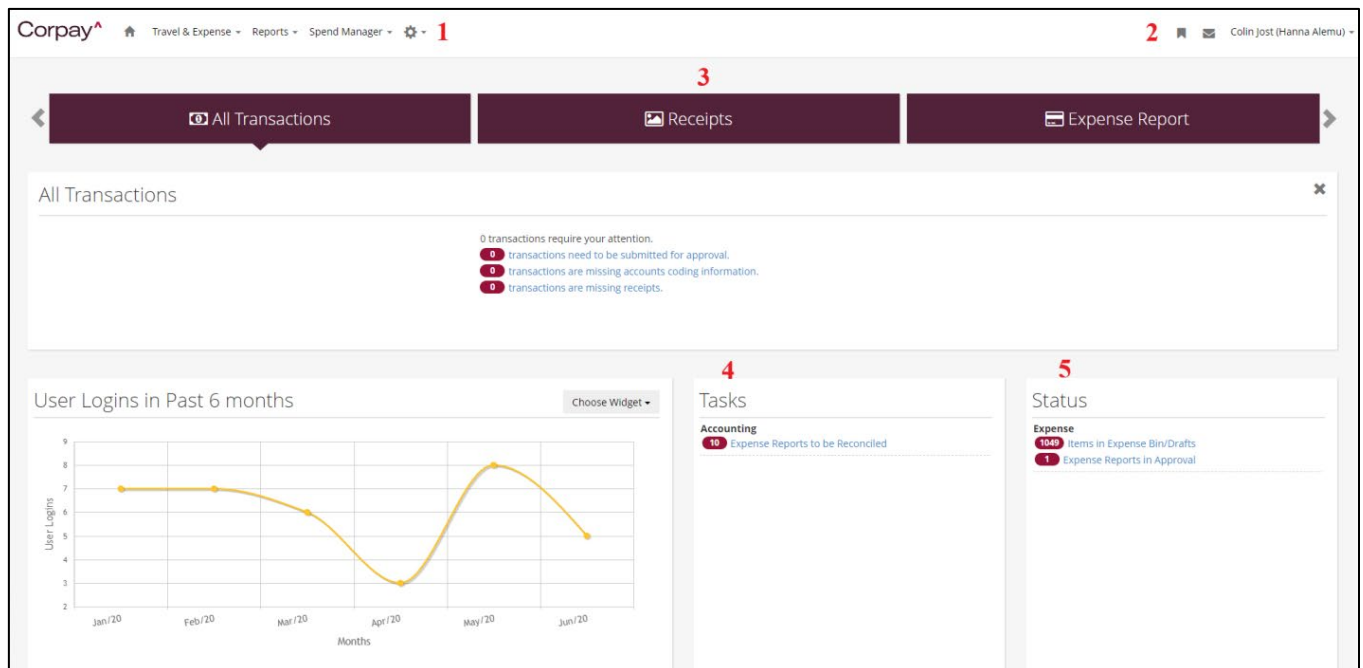 Corpay^ Travel & Expense Reports Spend Manager 1 2 Colin Jost (Hanna Alemu)
3
All Transactions Receipts Expense Report
All Transactions
0 transactions require your attention.
0 transactions need to be submitted for approval.
0 transactions are missing accounts coding information.
0 transactions are missing receipts.
4
5
User Logins in Past 6 months Choose Widget
9
8
7
6
5
4
3
2
User Logins
Jan/20 Feb/20 Mar/20 Apr/20 May/20 Jun/20
Months
Tasks
Accounting
10 Expense Reports to be Reconciled
Status
Expense
1049 Items in Expense Bin/Drafts
1 Expense Reports in Approval